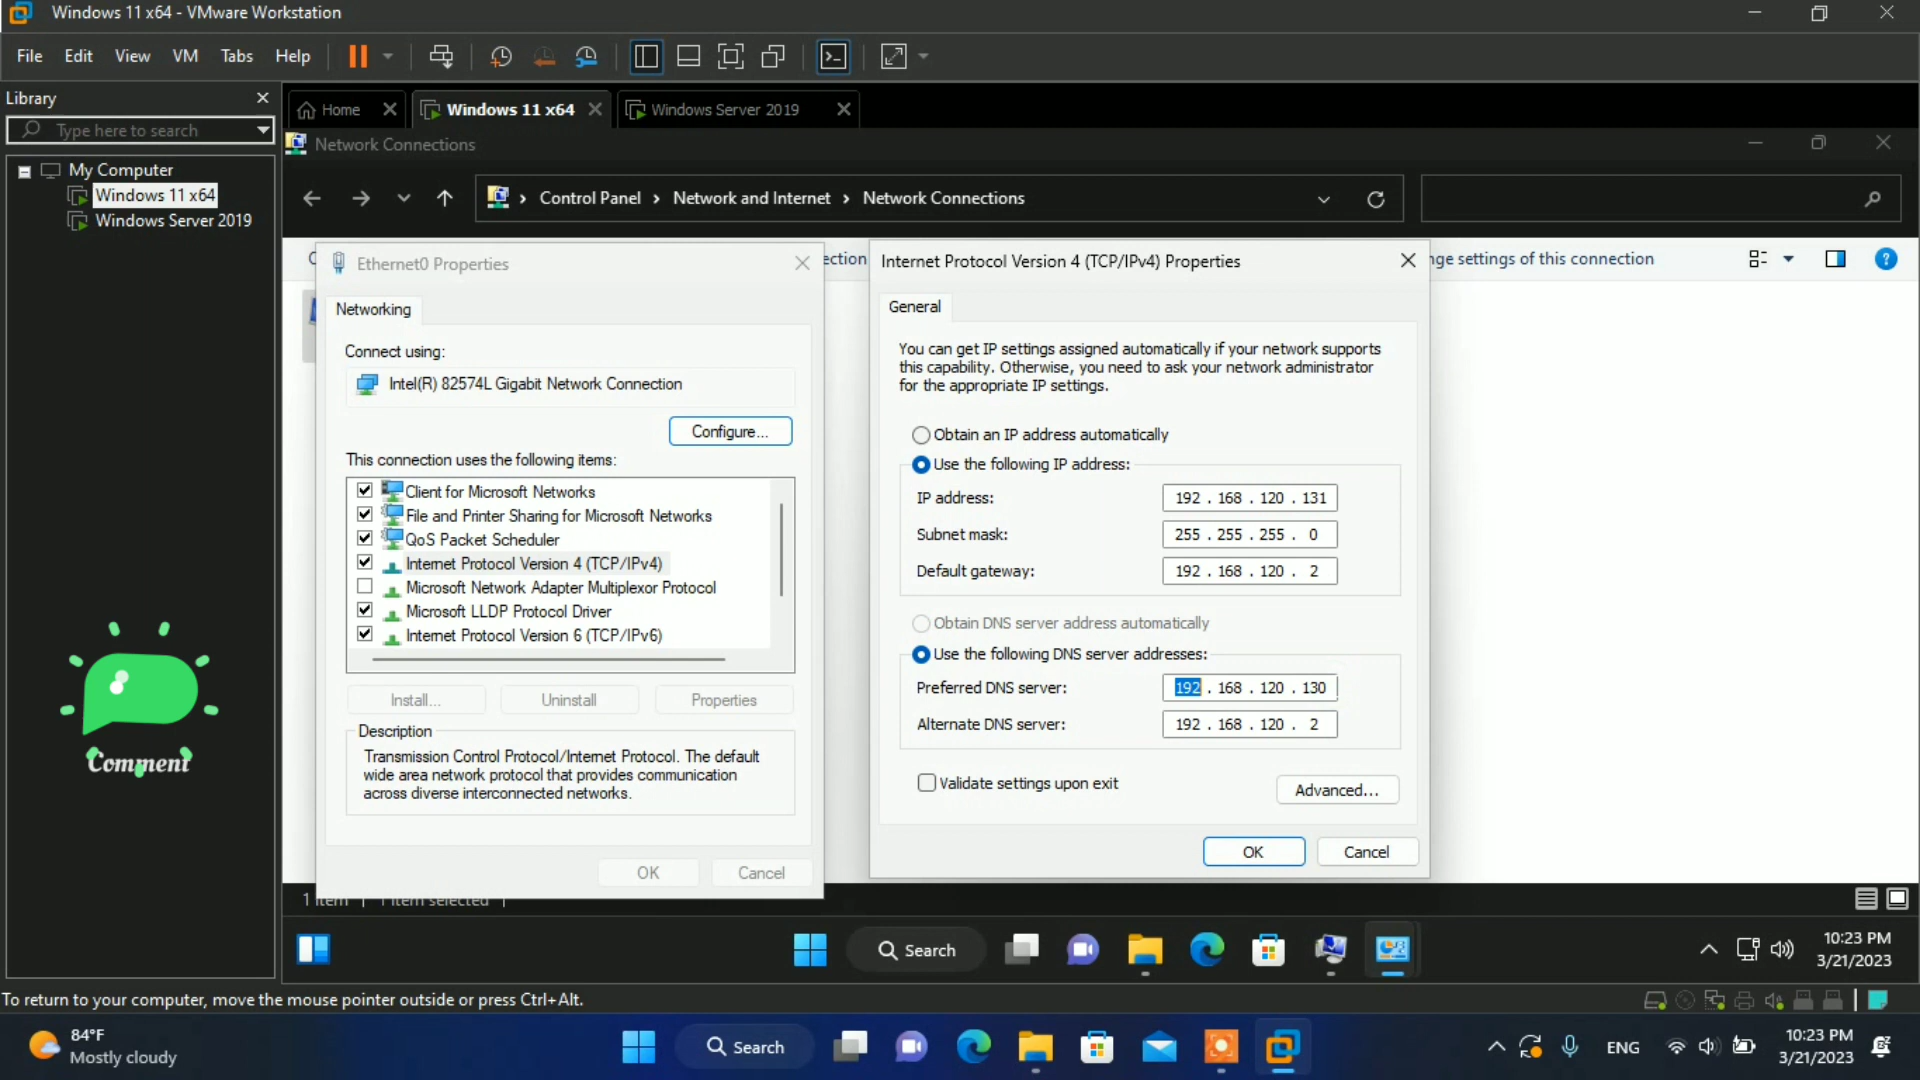 Windows 11 x64 - VMware Workstation
File Edit View VM Tabs Help
Library
Type here to search
My Computer
Windows 11 x64
Windows Server 2019
Home
Windows 11 x64
Windows Server 2019
Network Connections
Control Panel › Network and Internet › Network Connections
ection
nge settings of this connection
Ethernet0 Properties
Networking
Connect using:
Intel(R) 82574L Gigabit Network Connection
Configure...
This connection uses the following items:
Client for Microsoft Networks
File and Printer Sharing for Microsoft Networks
QoS Packet Scheduler
Internet Protocol Version 4 (TCP/IPv4)
Microsoft Network Adapter Multiplexor Protocol
Microsoft LLDP Protocol Driver
Internet Protocol Version 6 (TCP/IPv6)
Install...
Uninstall
Properties
Description
Transmission Control Protocol/Internet Protocol. The default
wide area network protocol that provides communication
across diverse interconnected networks.
OK
Cancel
Internet Protocol Version 4 (TCP/IPv4) Properties
General
You can get IP settings assigned automatically if your network supports
this capability. Otherwise, you need to ask your network administrator
for the appropriate IP settings.
Obtain an IP address automatically
Use the following IP address:
IP address: 192 . 168 . 120 . 131
Subnet mask: 255 . 255 . 255 . 0
Default gateway: 192 . 168 . 120 . 2
Obtain DNS server address automatically
Use the following DNS server addresses:
Preferred DNS server: 192 . 168 . 120 . 130
Alternate DNS server: 192 . 168 . 120 . 2
Validate settings upon exit
Advanced...
OK
Cancel
Comment
1 item
1 item selected
Search
10:23 PM
3/21/2023
To return to your computer, move the mouse pointer outside or press Ctrl+Alt.
84°F
Mostly cloudy
Search
ENG
10:23 PM
3/21/2023